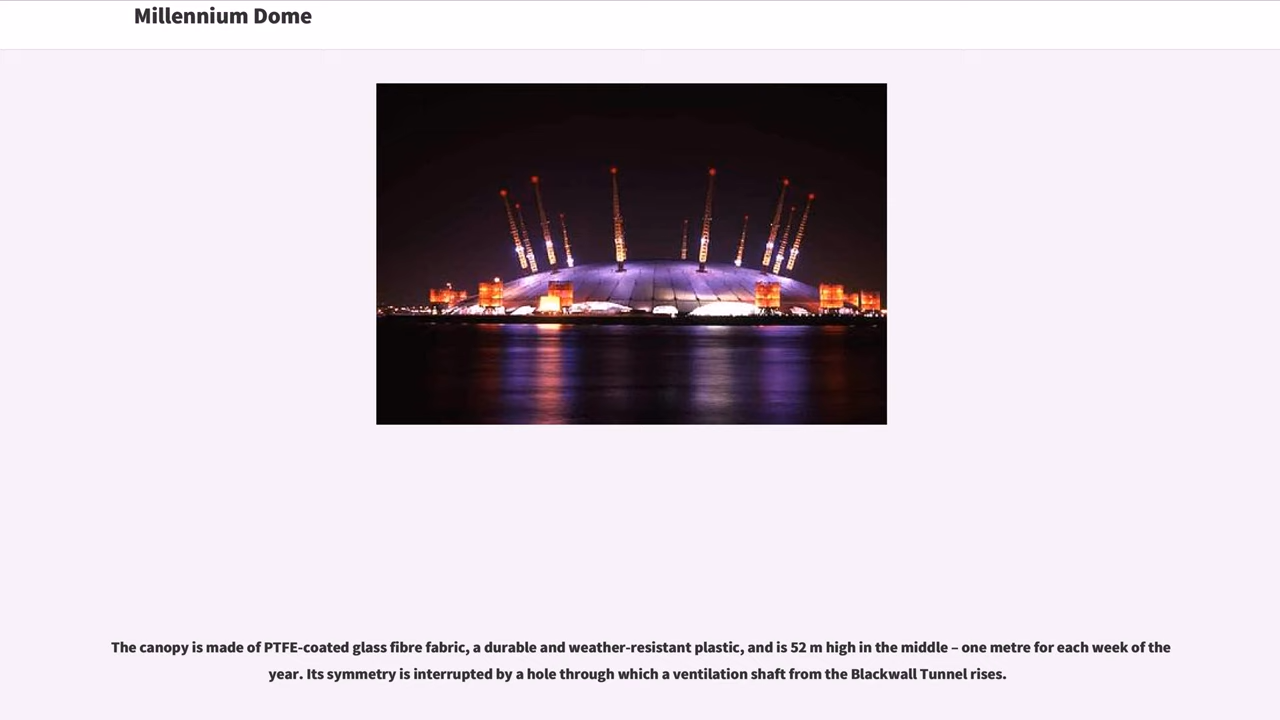 Millennium Dome
The canopy is made of PTFE-coated glass fibre fabric, a durable and weather-resistant plastic, and is 52 m high in the middle – one metre for each week of the
year. Its symmetry is interrupted by a hole through which a ventilation shaft from the Blackwall Tunnel rises.